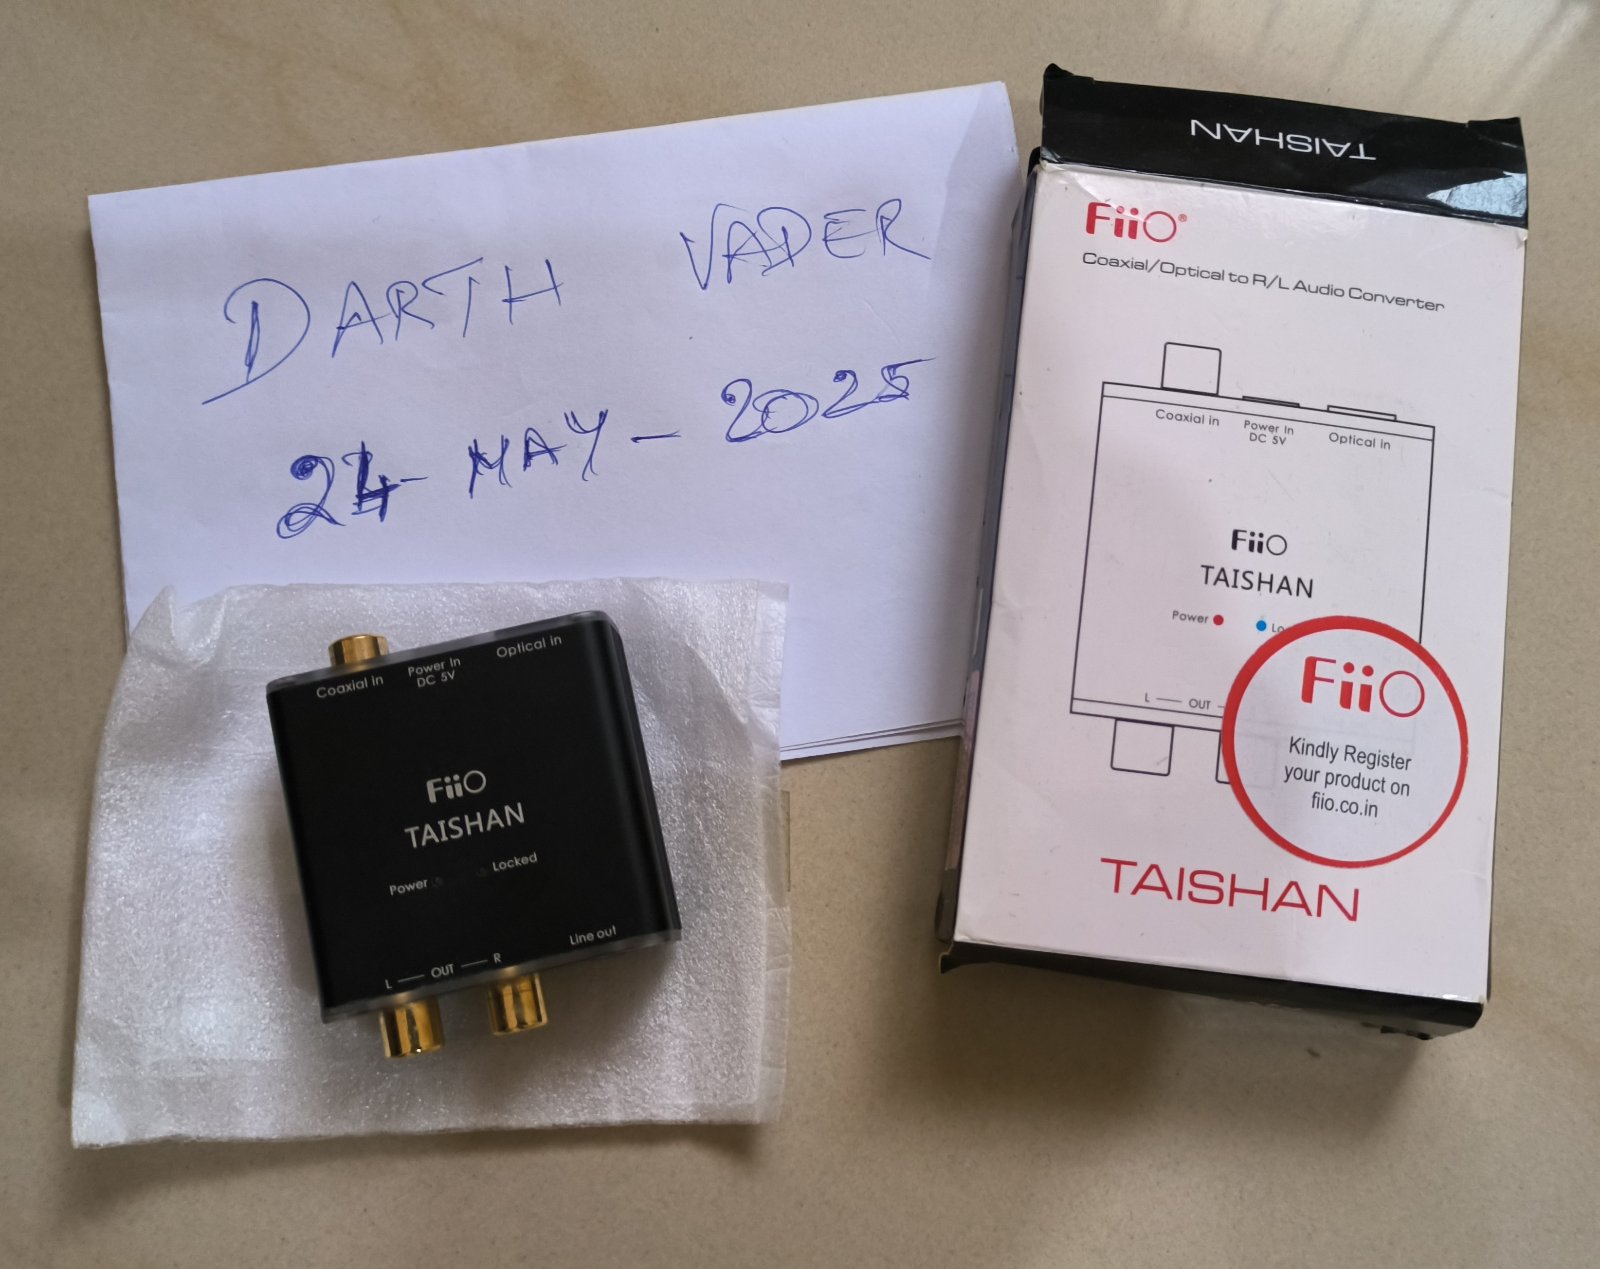 DARTH VADER
24-MAY-2025
TAISHAN
FiiO®
Coaxial/Optical to R/L Audio Converter
Coaxial in
Power In
DC 5V
Optical in
FiiO
TAISHAN
Power
L OUT
FiiO
Kindly Register
your product on
fiio.co.in
TAISHAN
Coaxial in
Power In
DC 5V
Optical in
FiiO
TAISHAN
Power
Locked
L OUT R
Line out